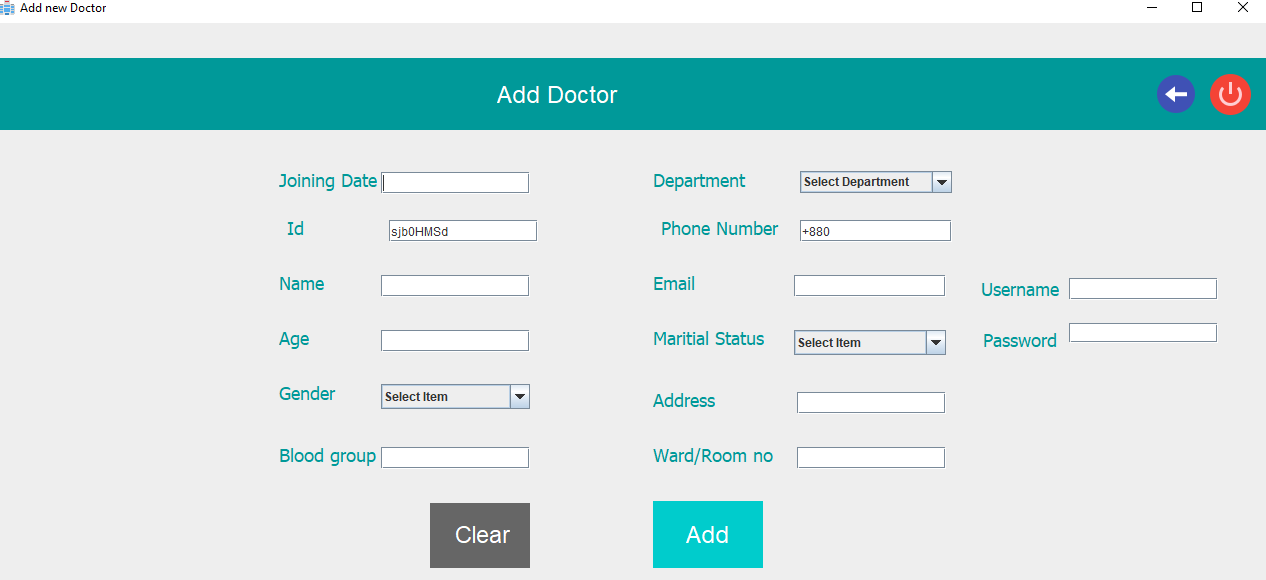 Add new Doctor
Add Doctor
Joining Date
Department Select Department
Id sjb0HMSd
Phone Number +880
Name
Email
Username
Age
Maritial Status Select Item
Password
Gender Select Item
Address
Blood group
Ward/Room no
Clear
Add